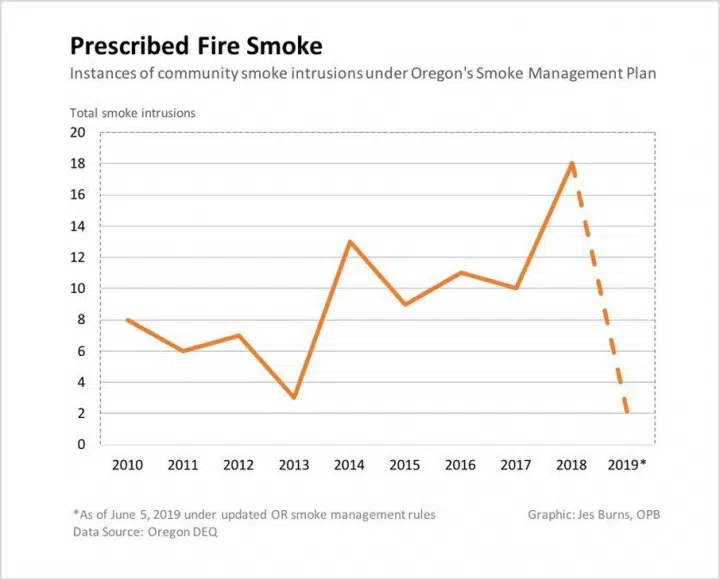 Prescribed Fire Smoke
Instances of community smoke intrusions under Oregon's Smoke Management Plan
Total smoke intrusions
20
18
16
14
12
10
8
6
4
2
0
2010 2011 2012 2013 2014 2015 2016 2017 2018 2019*
*As of June 5, 2019 under updated OR smoke management rules
Graphic: Jes Burns, OPB
Data Source: Oregon DEQ